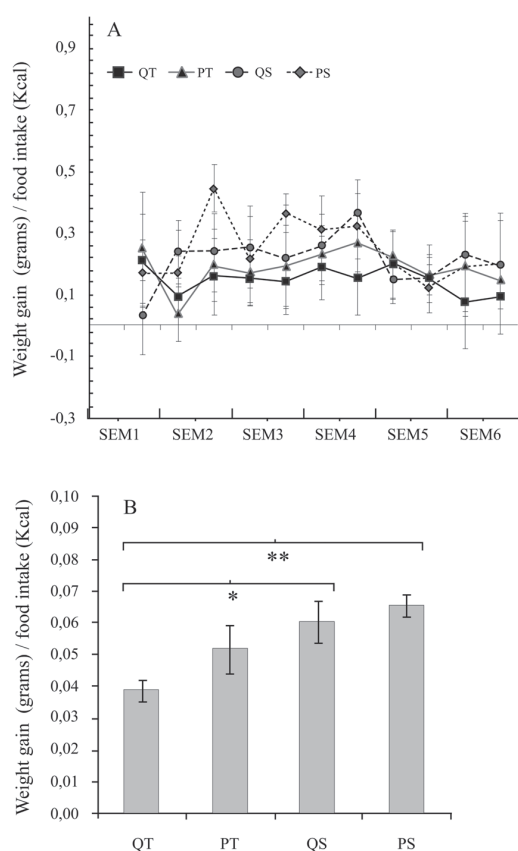 A
0,9
QT PT QS PS
0,7
0,5
0,3
0,1
-0,1
-0,3
Weight gain (grams) / food intake (Kcal)
SEM1 SEM2 SEM3 SEM4 SEM5 SEM6
B
0,10
0,09
**
0,08
0,07
*
0,06
0,05
0,04
0,03
0,02
0,01
0,00
Weight gain (grams) / food intake (Kcal)
QT PT QS PS